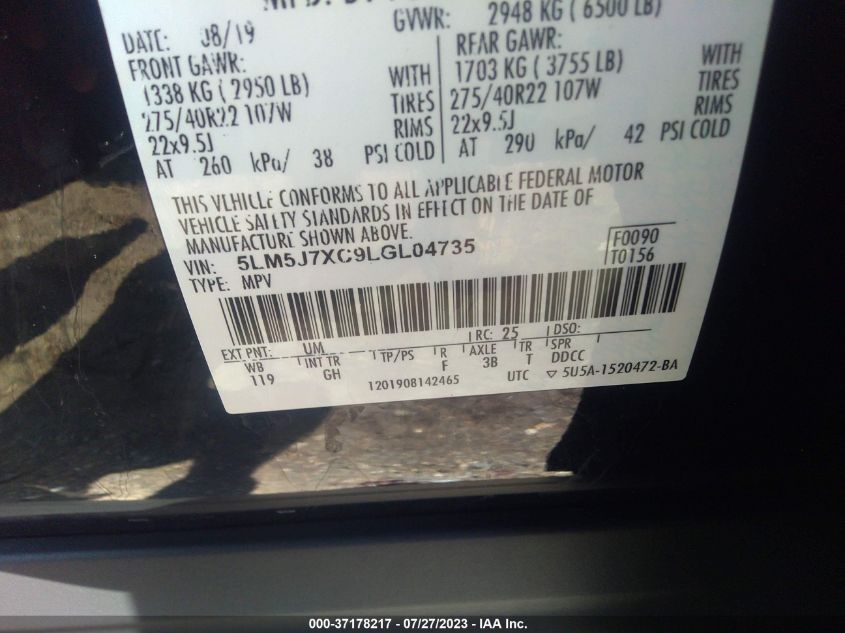 GVWR: 2948 KG ( 6500 LB)
DATE: 08/19
FRONT GAWR:
1338 KG ( 2950 LB) WITH
275/40R22 107W TIRES
22x9.5J RIMS
AT 260 kPa/ 38 PSI COLD
REAR GAWR:
1703 KG ( 3755 LB) WITH
275/40R22 107W TIRES
22x9.5J RIMS
AT 290 kPa/ 42 PSI COLD
THIS VEHICLE CONFORMS TO ALL APPLICABLE FEDERAL MOTOR
VEHICLE SAFETY STANDARDS IN EFFECT ON THE DATE OF
MANUFACTURE SHOWN ABOVE.
VIN: 5LM5J7XC9LGL04735
TYPE: MPV
F0090
T0156
EXT PNT: UM RC: 25 DSO:
WB INT TR TP/PS R AXLE TR SPR
119 GH F 3B T DDCC
1201908142465 UTC ▽ 5U5A-1520472-BA
000-37178217 - 07/27/2023 - IAA Inc.